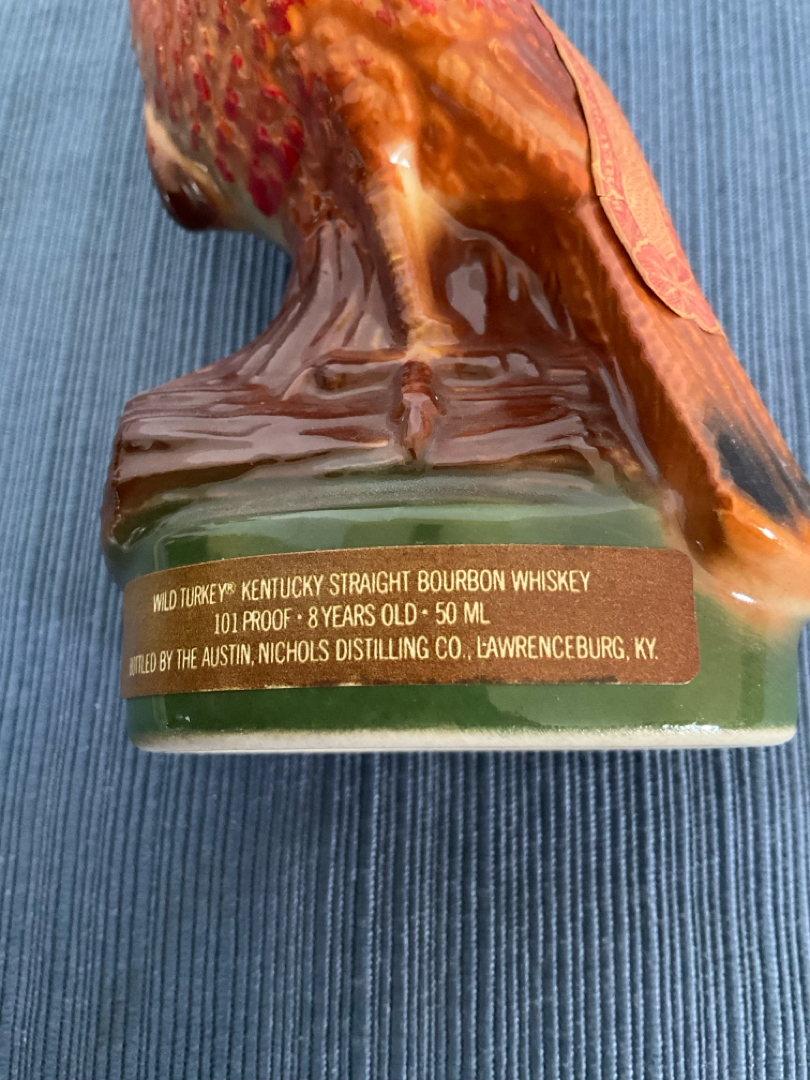 WILD TURKEY® KENTUCKY STRAIGHT BOURBON WHISKEY
101 PROOF • 8 YEARS OLD • 50 ML
BOTTLED BY THE AUSTIN, NICHOLS DISTILLING CO., LAWRENCEBURG, KY.